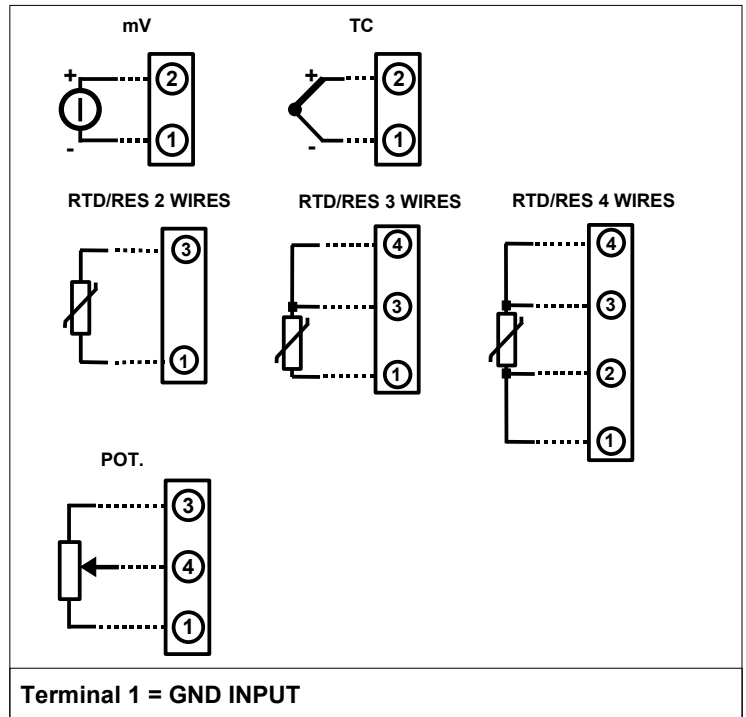 mV TC
+ 2 + 2
- 1 - 1
RTD/RES 2 WIRES RTD/RES 3 WIRES RTD/RES 4 WIRES
3 4 4
3 3
1 1 2
1
POT.
3
4
1
Terminal 1 = GND INPUT